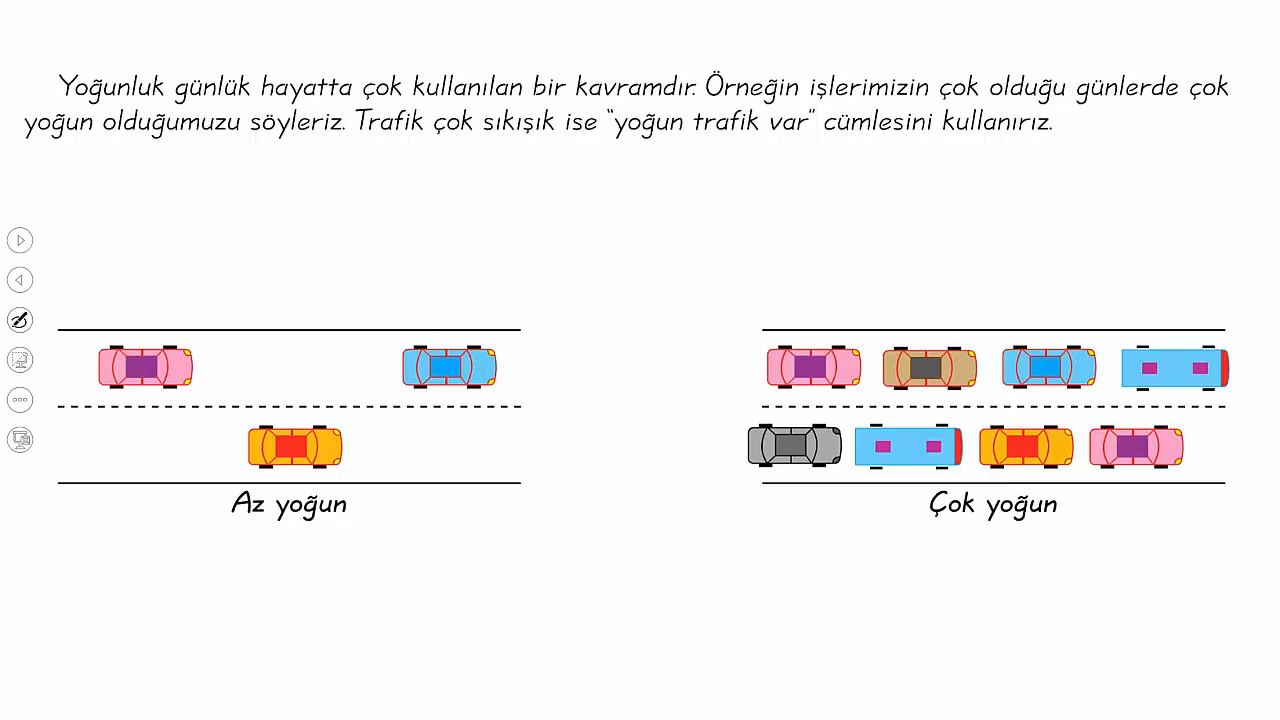 Yoğunluk günlük hayatta çok kullanılan bir kavramdır. Örneğin işlerimizin çok olduğu günlerde çok
yoğun olduğumuzu söyleriz. Trafik çok sıkışık ise “yoğun trafik var” cümlesini kullanırız.
Az yoğun
Çok yoğun